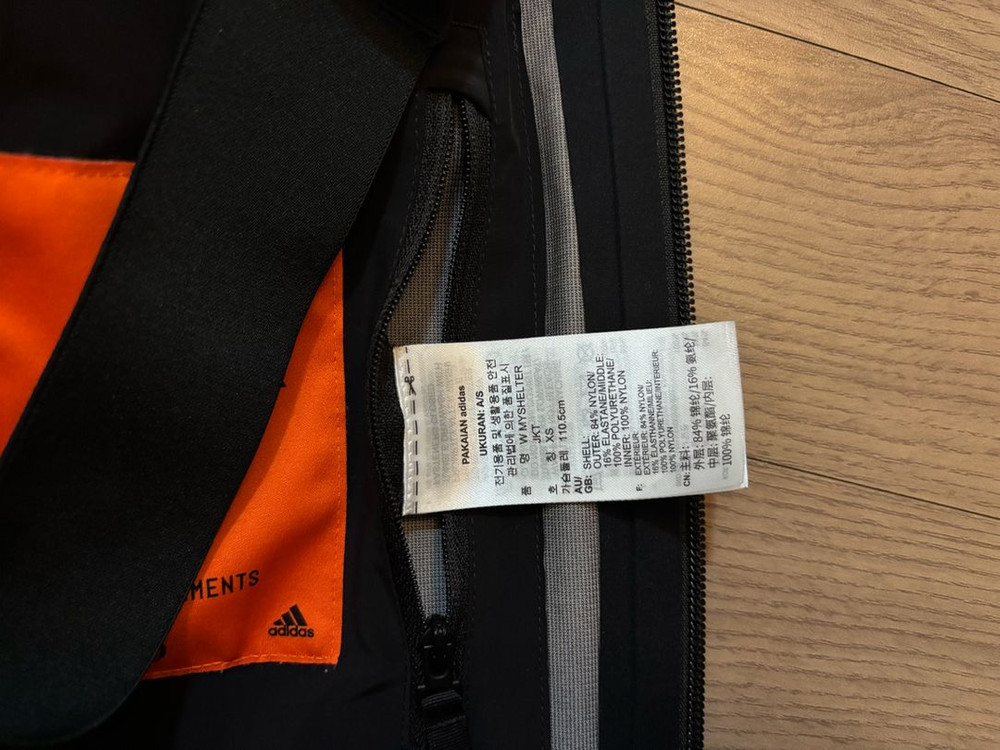 PAKAIAN adidas
UKURAN: A/S
전기용품 및 생활용품 안전
관리법에 의한 품질표시
품 명 W MYSHELTER
JKT
호 칭 XS
가슴둘레 110.5cm
AU/
GB: SHELL:
OUTER: 84% NYLON/
16% ELASTANE/MIDDLE:
100% POLYURETHANE/
INNER: 100% NYLON
F: EXTERIEUR:
EXTÉRIEUR: 84% NYLON/
16% ÉLASTHANNE/MILIEU:
100% POLYURETHANE/INTERIEUR:
100% NYLON
CN: 主料:
外层: 84% 锦纶/16% 氨纶/
中层: 聚氨酯/内层:
100% 锦纶
MENTS
adidas